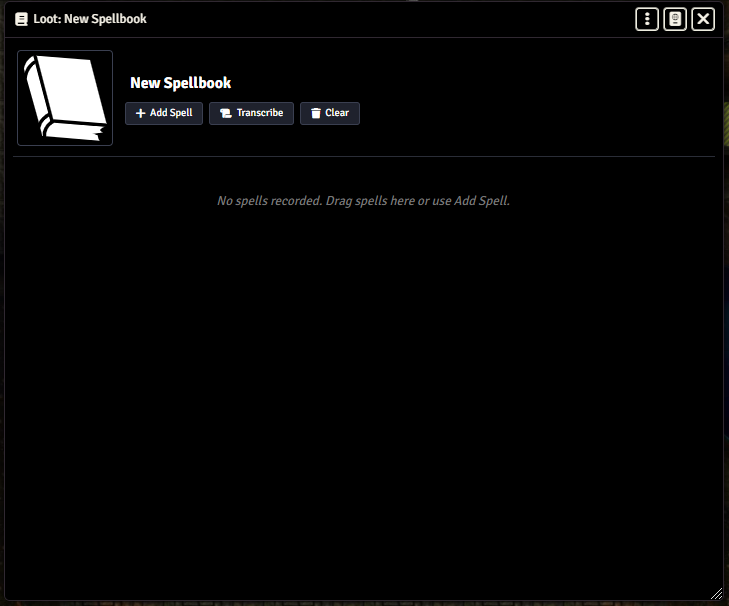 Loot: New Spellbook
New Spellbook
Add Spell
Transcribe
Clear
No spells recorded. Drag spells here or use Add Spell.